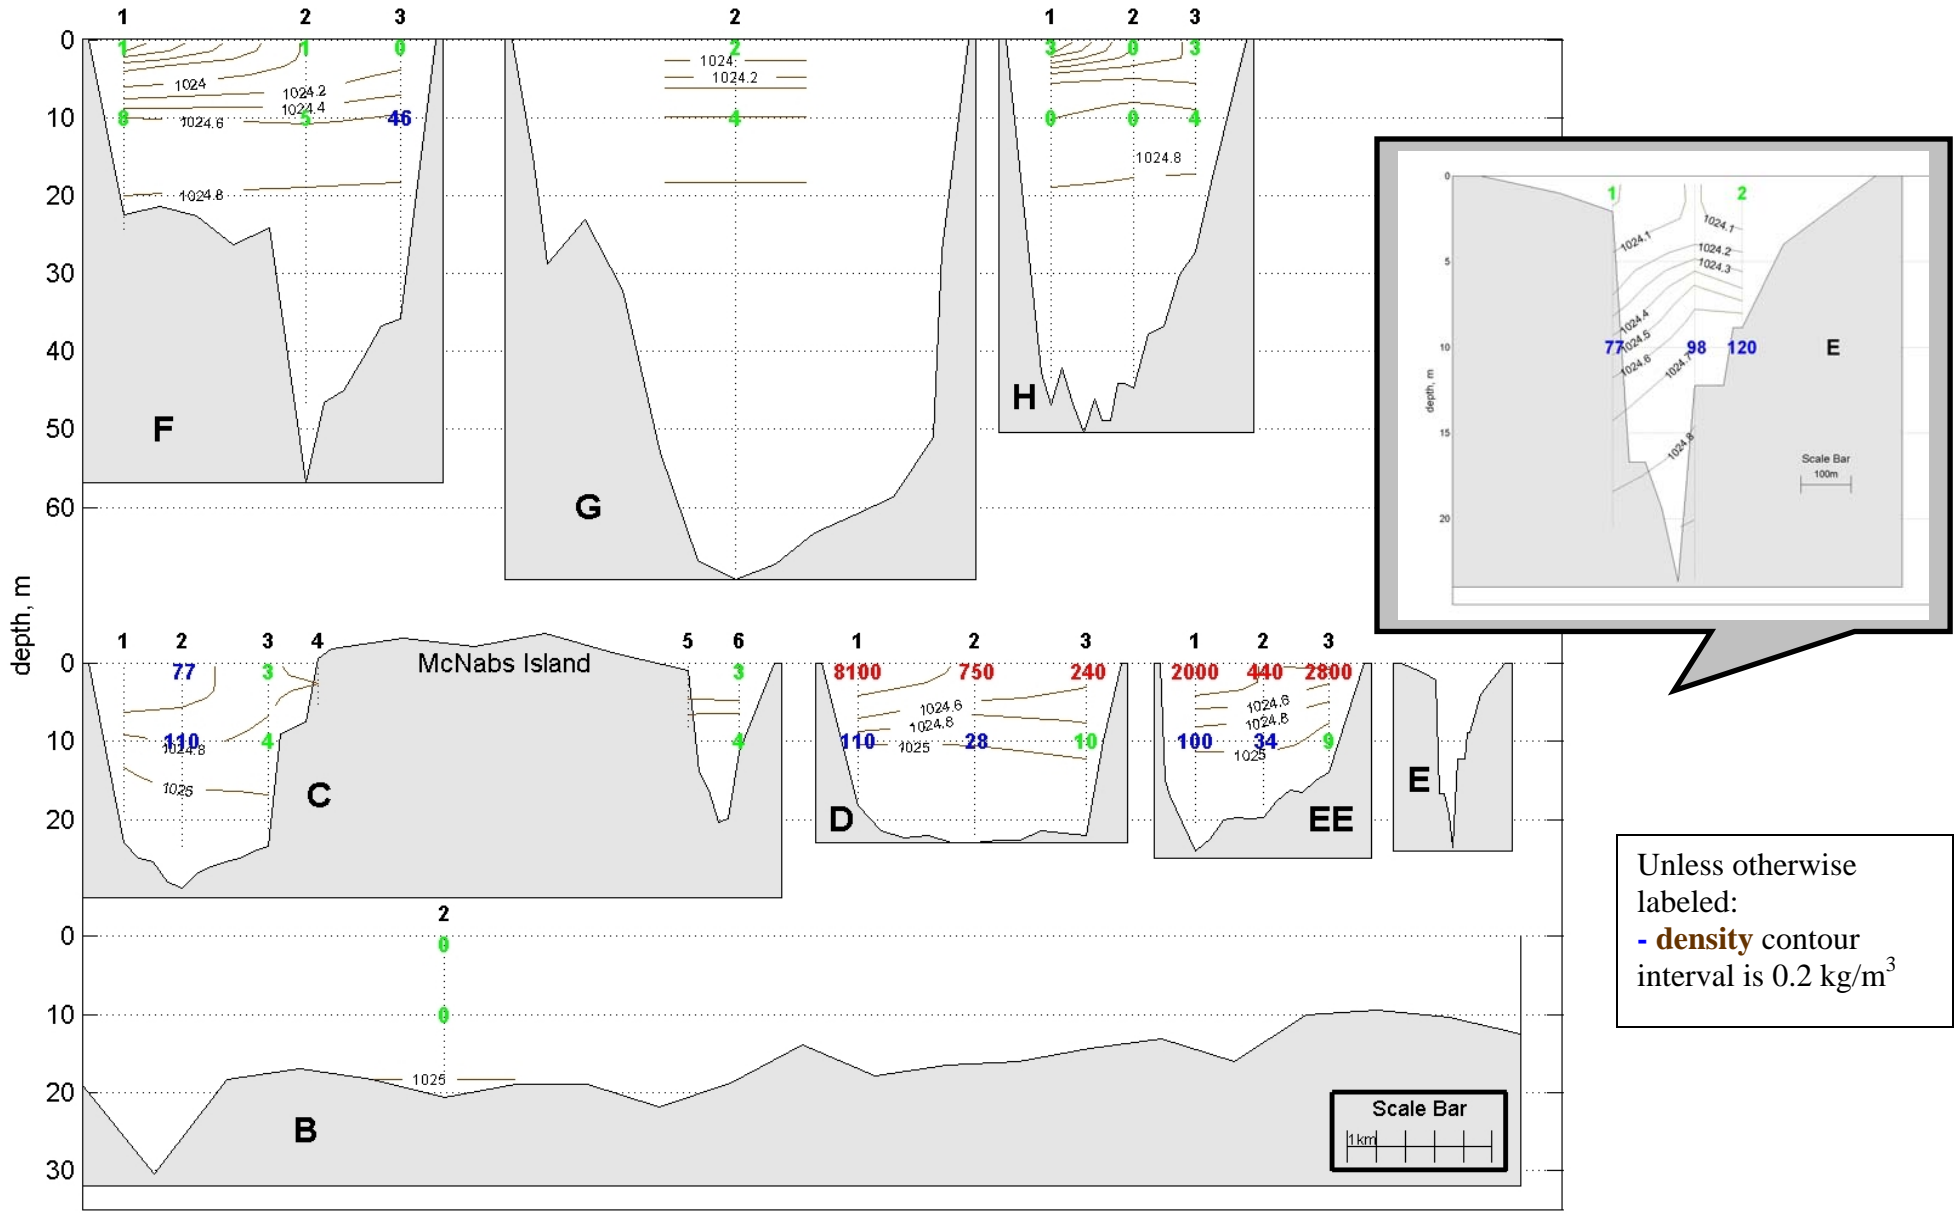 1 2 3 2 1 2 3
0 1 1 0 2 3 0 3
1024 1024.2 1024.4 1024.6 1024.8
1024 1024.2
1024.8
10 8 5 46 4 0 0 4
20
30
40
50
60
F
G
H
0 1 2
1024.1 1024.1
1024.2
5 1024.3
1024.4
1024.5
1024.6
1024.7
10 77 98 120 E
15 1024.8
20
depth, m
Scale Bar
100m
depth, m
1 2 3 4 5 6 1 2 3 1 2 3
McNabs Island
0 77 3 3 8100 750 240 2000 440 2800
1024.6 1024.6
1024.8 1024.8
10 110 4 4 110 28 10 100 34 9
1024.8 1025 1025
1025
20
C
D
EE
E
2
0 0
10 0
20 1025
30
B
Scale Bar
1km
Unless otherwise
labeled:
- density contour
interval is 0.2 kg/m³